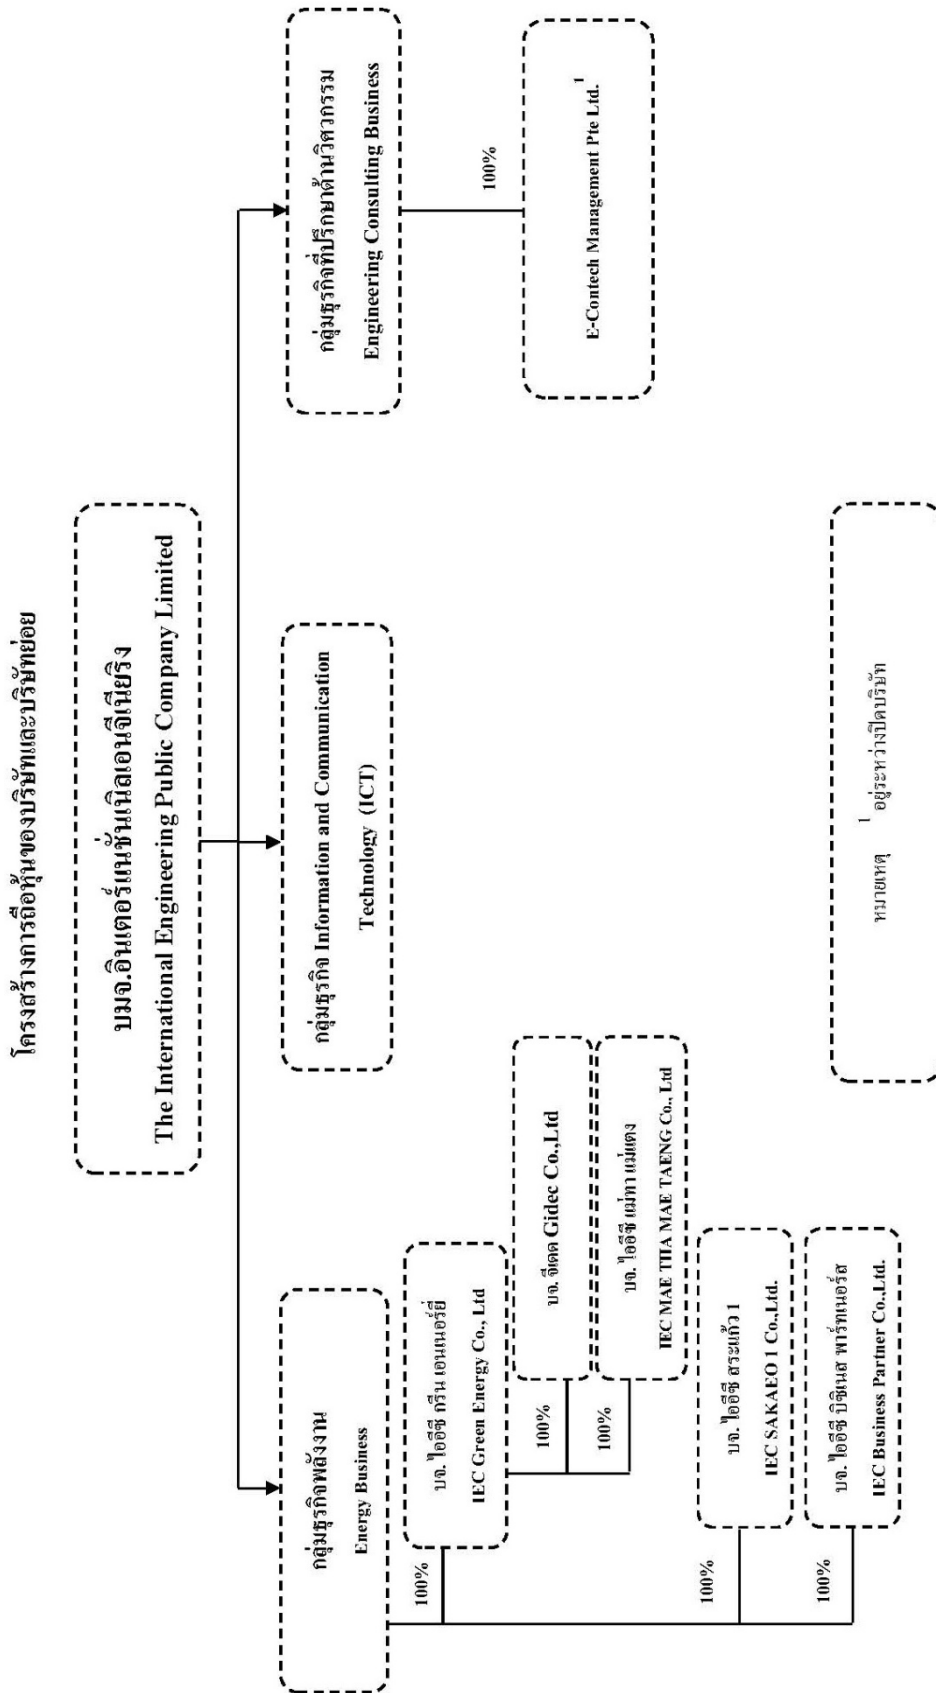 โครงสร้างการถือหุ้นของบริษัทและบริษัทย่อย
บมจ.อินเตอร์แนชั่นเนิลเอนจีเนียริง
The International Engineering Public Company Limited
กลุ่มธุรกิจพลังงาน
Energy Business
กลุ่มธุรกิจ Information and Communication
Technology (ICT)
กลุ่มธุรกิจที่ปรึกษาด้านวิศวกรรม
Engineering Consulting Business
100%
บจ. ไออีซี กรีน เอนเนอร์ยี่
IEC Green Energy Co., Ltd
100%
บจ. จีเดค Gidec Co.,Ltd
100%
บจ. ไออีซี แม่ทา แม่แตง
IEC MAE THA MAE TAENG Co., Ltd
100%
บจ. ไออีซี สระแก้ว 1
IEC SAKAEO 1 Co.,Ltd.
100%
บจ. ไออีซี บิซิเนส พาร์ทเนอร์ส
IEC Business Partner Co.,Ltd.
100%
E-Contech Management Pte Ltd.1
หมายเหตุ 1 อยู่ระหว่างปิดบริษัท